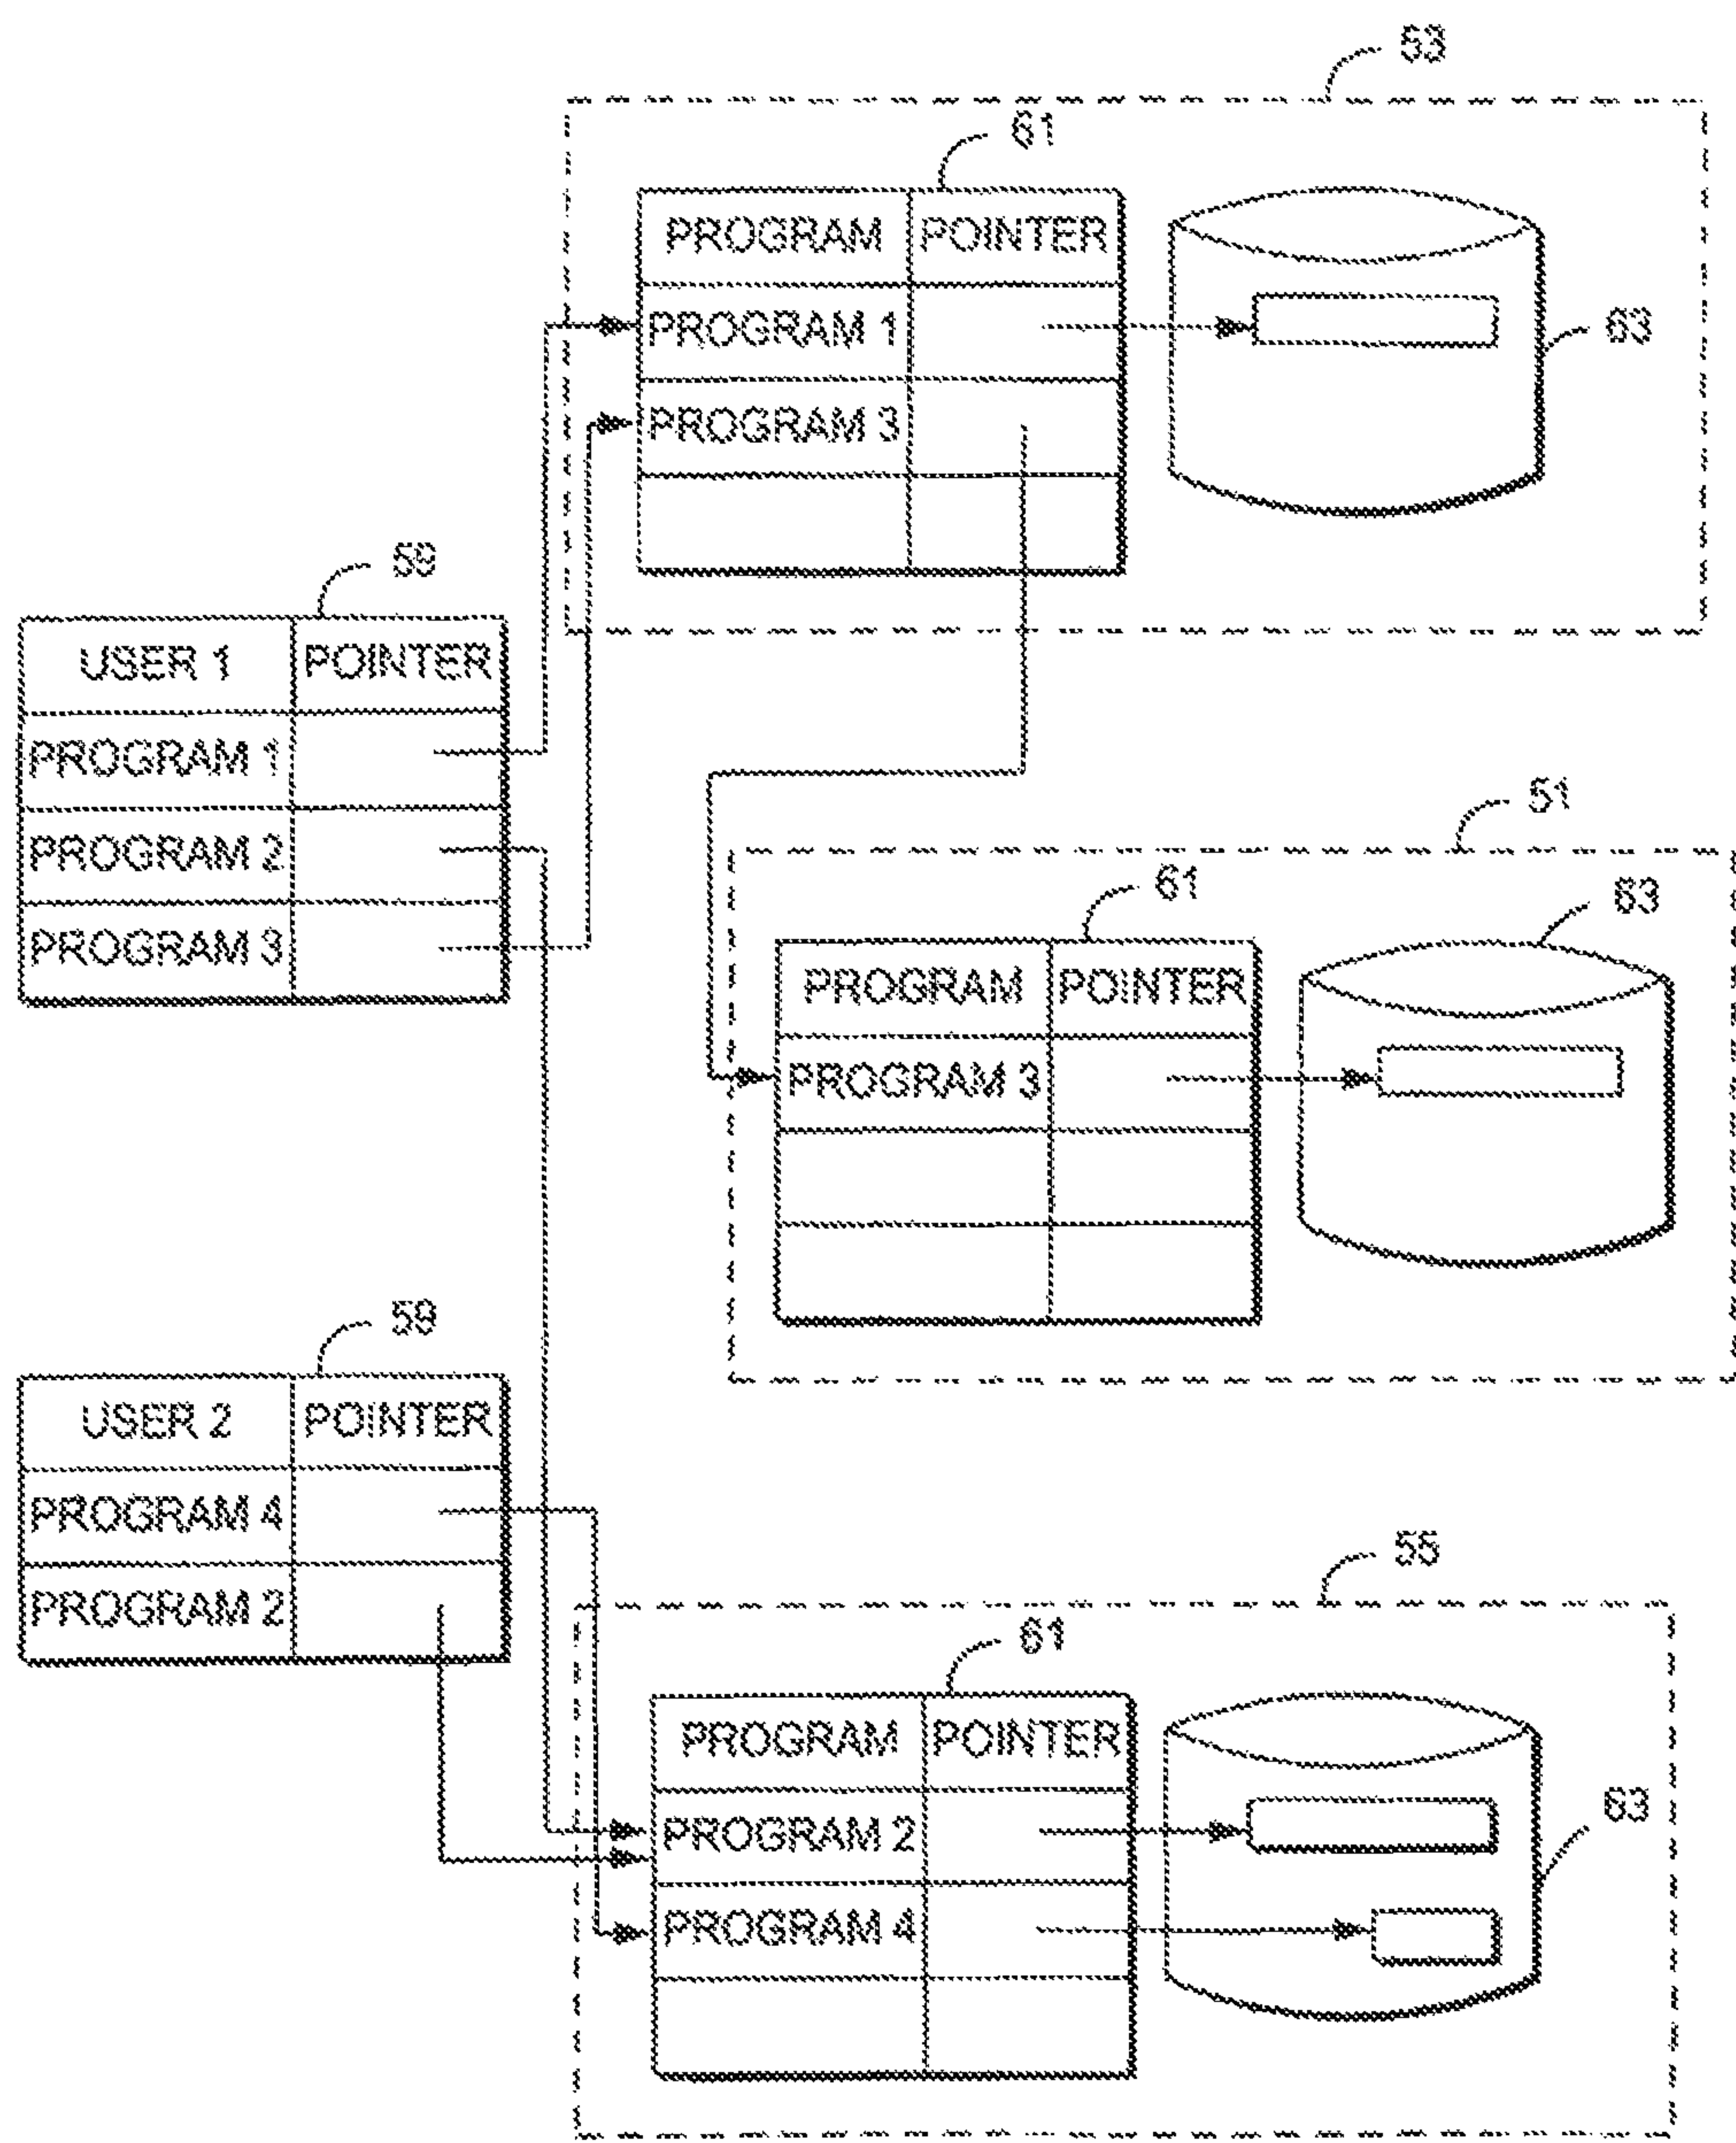 53
61
PROGRAM POINTER
PROGRAM 1
63
PROGRAM 3
59
USER 1 POINTER
PROGRAM 1
PROGRAM 2
PROGRAM 3
51
61
63
PROGRAM POINTER
PROGRAM 3
59
USER 2 POINTER
PROGRAM 4
PROGRAM 2
55
61
PROGRAM POINTER
PROGRAM 2
63
PROGRAM 4